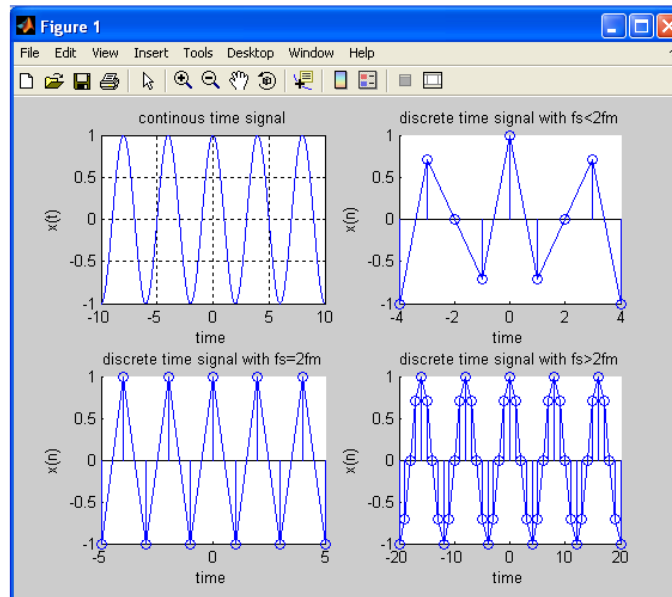 Figure 1
File Edit View Insert Tools Desktop Window Help
continous time signal
1
0.5
0
-0.5
-1
x(t)
-10 -5 0 5 10
time
discrete time signal with fs<2fm
1
0.5
0
-0.5
-1
x(n)
-4 -2 0 2 4
time
discrete time signal with fs=2fm
1
0.5
0
-0.5
-1
x(n)
-5 0 5
time
discrete time signal with fs>2fm
1
0.5
0
-0.5
-1
x(n)
-20 -10 0 10 20
time